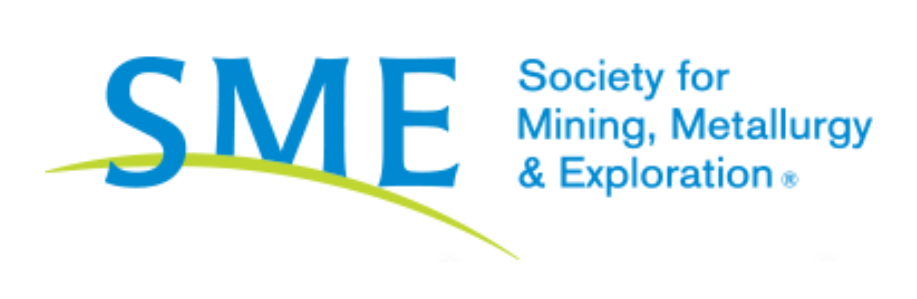 SME
Society for
Mining, Metallurgy
& Exploration ®